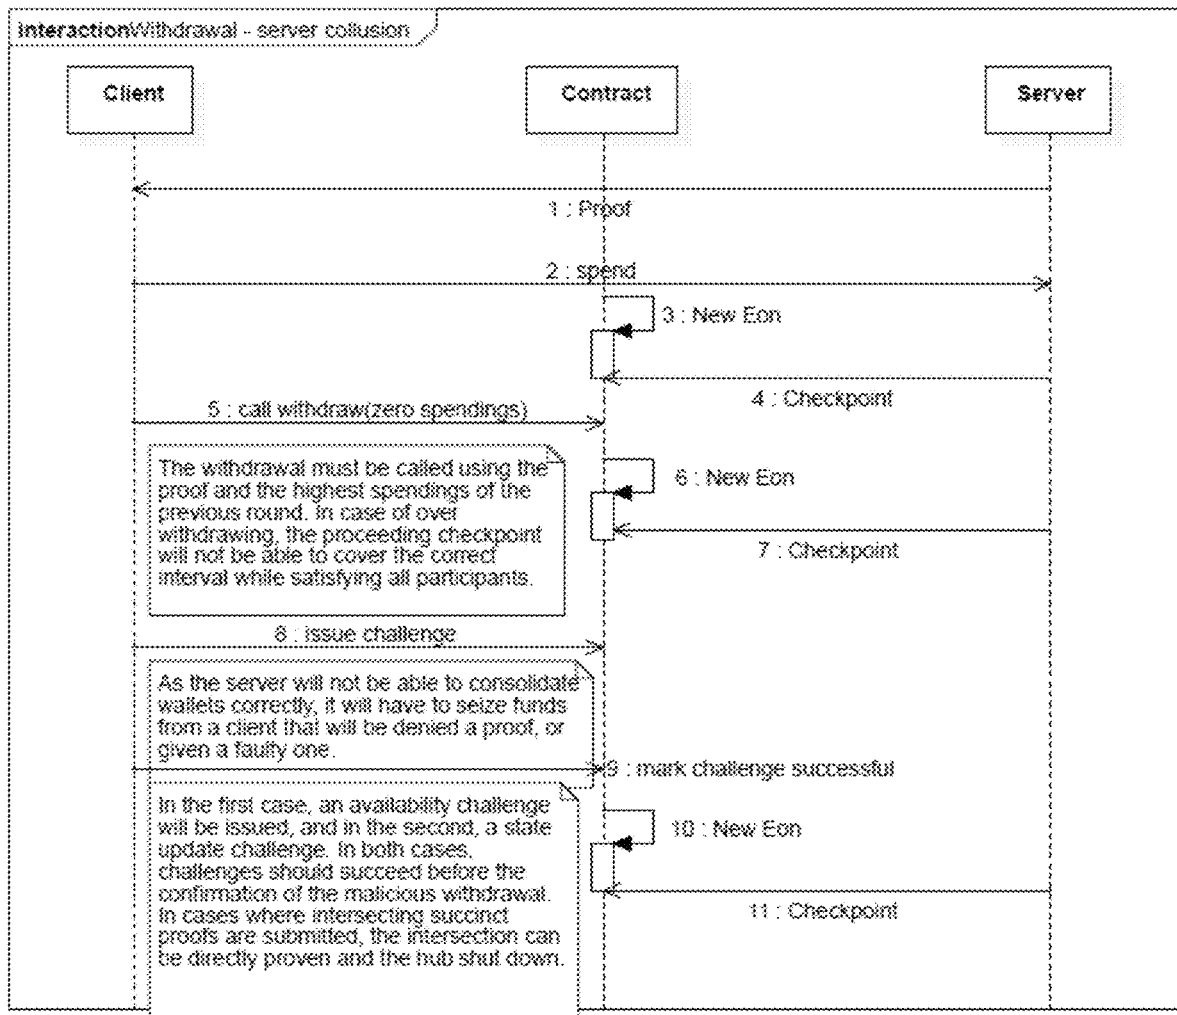 interactionWithdrawal - server collusion
Client
Contract
Server
1 : Proof
2 : spend
3 : New Eon
4 : Checkpoint
5 : call withdraw(zero spendings)
The withdrawal must be called using the
proof and the highest spendings of the
previous round. In case of over
withdrawing, the proceeding checkpoint
will not be able to cover the correct
interval while satisfying all participants.
6 : New Eon
7 : Checkpoint
8 : issue challenge
As the server will not be able to consolidate
wallets correctly, it will have to seize funds
from a client that will be denied a proof, or
given a faulty one.
9 : mark challenge successful
In the first case, an availability challenge
will be issued, and in the second, a state
update challenge. In both cases,
challenges should succeed before the
confirmation of the malicious withdrawal.
In cases where intersecting succinct
proofs are submitted, the intersection can
be directly proven and the hub shut down.
10 : New Eon
11 : Checkpoint